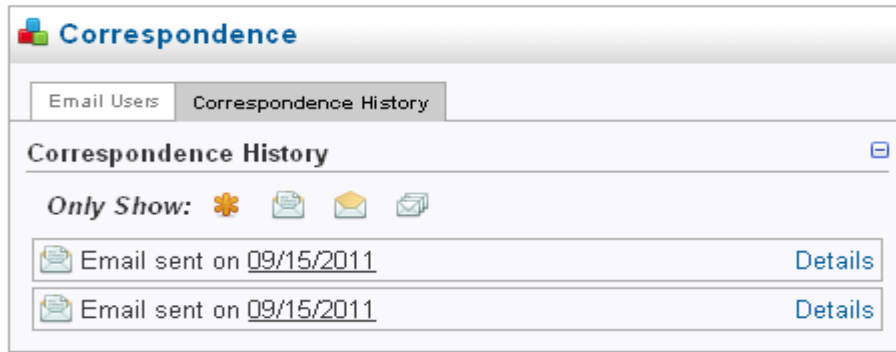 Correspondence
Email Users Correspondence History
Correspondence History
Only Show:
Email sent on 09/15/2011 Details
Email sent on 09/15/2011 Details